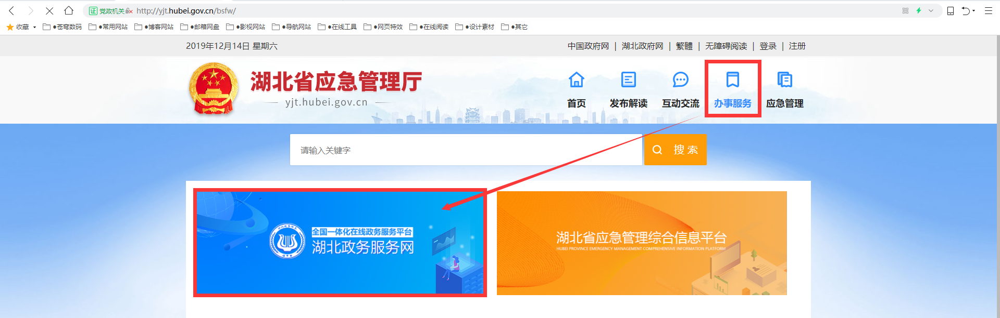 党政机关 http://yjt.hubei.gov.cn/bsfw/
收藏 ●苍穹数码 ●常用网站 ●博客网站 ●邮箱网盘 ●影视网站 ●导航网站 ●在线工具 ●网页特效 ●在线阅读 ●设计素材 ●其它
2019年12月14日 星期六
中国政府网 | 湖北政府网 | 繁體 | 无障碍阅读 | 登录 | 注册
湖北省应急管理厅
yjt.hubei.gov.cn
首页 发布解读 互动交流 办事服务 应急管理
请输入关键字
搜 索
全国一体化在线政务服务平台
湖北政务服务网
湖北省应急管理综合信息平台
HUBEI PROVINCE EMERGENCY MANAGEMENT COMPREHENSIVE INFORMATION PLATFORM